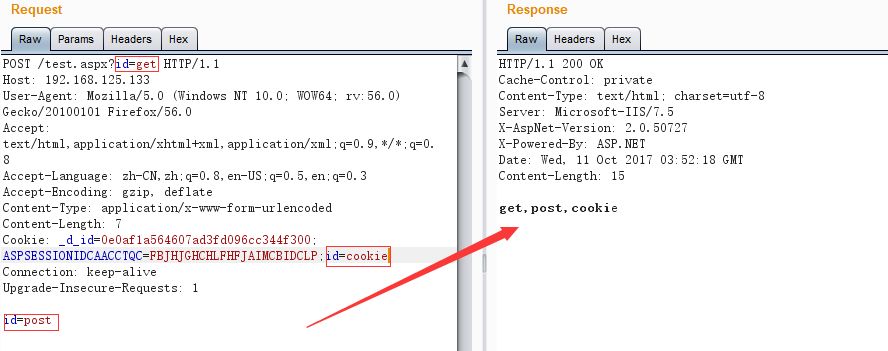 Request
Raw
Params
Headers
Hex
POST /test.aspx?id=get HTTP/1.1
Host: 192.168.125.133
User-Agent: Mozilla/5.0 (Windows NT 10.0; WOW64; rv:56.0)
Gecko/20100101 Firefox/56.0
Accept:
text/html,application/xhtml+xml,application/xml;q=0.9,*/*;q=0.
8
Accept-Language: zh-CN,zh;q=0.8,en-US;q=0.5,en;q=0.3
Accept-Encoding: gzip, deflate
Content-Type: application/x-www-form-urlencoded
Content-Length: 7
Cookie: _d_id=0e0af1a564607ad3fd096cc344f300;
ASPSESSIONIDCAACCTQC=FBJHJGHCHLFHFJAIMCBIDCLP;id=cookie
Connection: keep-alive
Upgrade-Insecure-Requests: 1
id=post
Response
Raw
Headers
Hex
HTTP/1.1 200 OK
Cache-Control: private
Content-Type: text/html; charset=utf-8
Server: Microsoft-IIS/7.5
X-AspNet-Version: 2.0.50727
X-Powered-By: ASP.NET
Date: Wed, 11 Oct 2017 03:52:18 GMT
Content-Length: 15
get,post,cookie